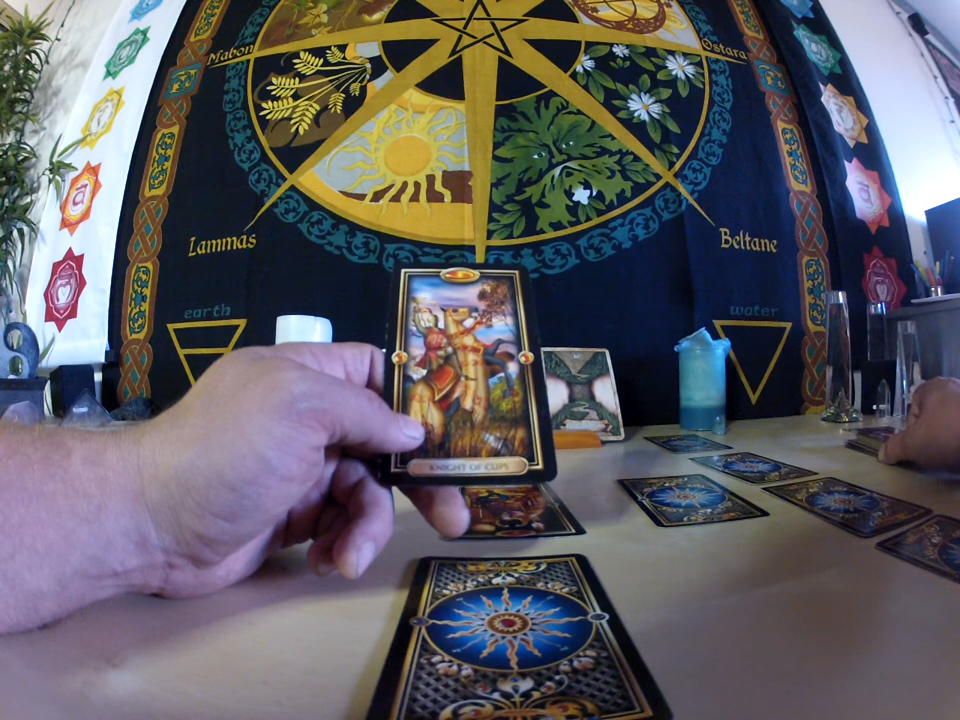 Mabon
Ostara
Lammas
Beltane
earth
water
KNIGHT OF CUPS